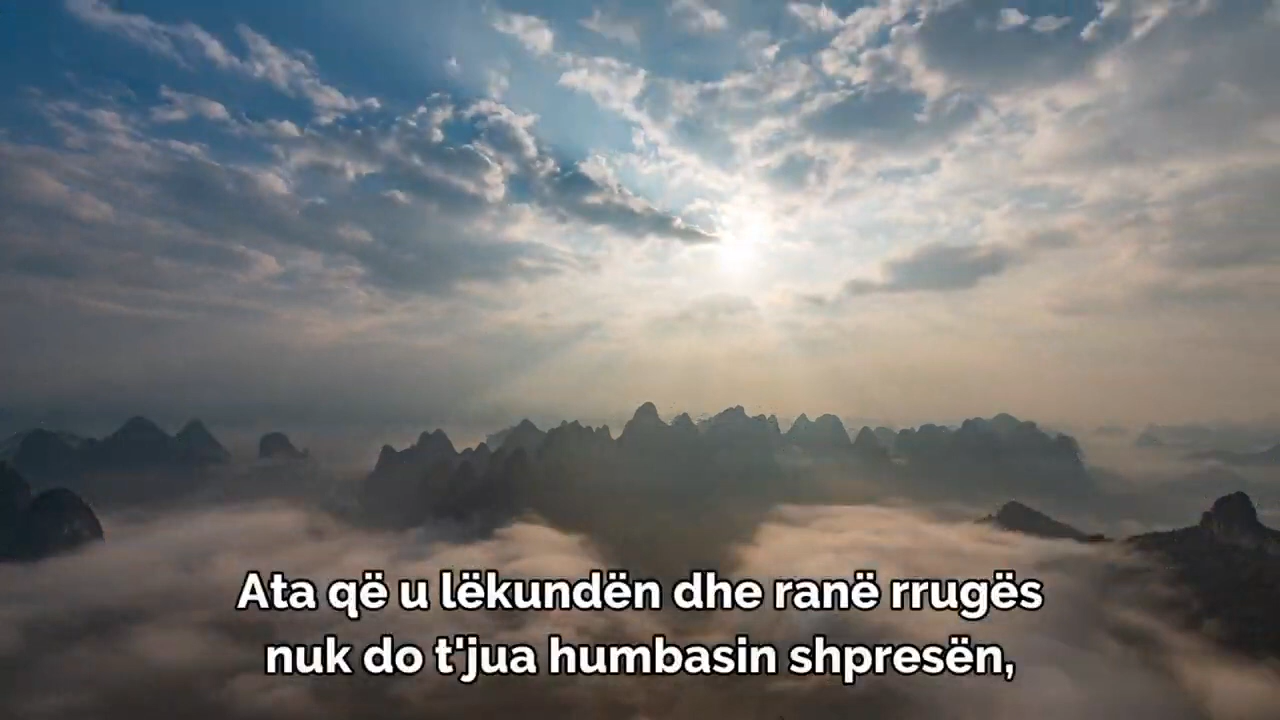 Ata që u lëkundën dhe ranë rrugës
nuk do t'jua humbasin shpresën,